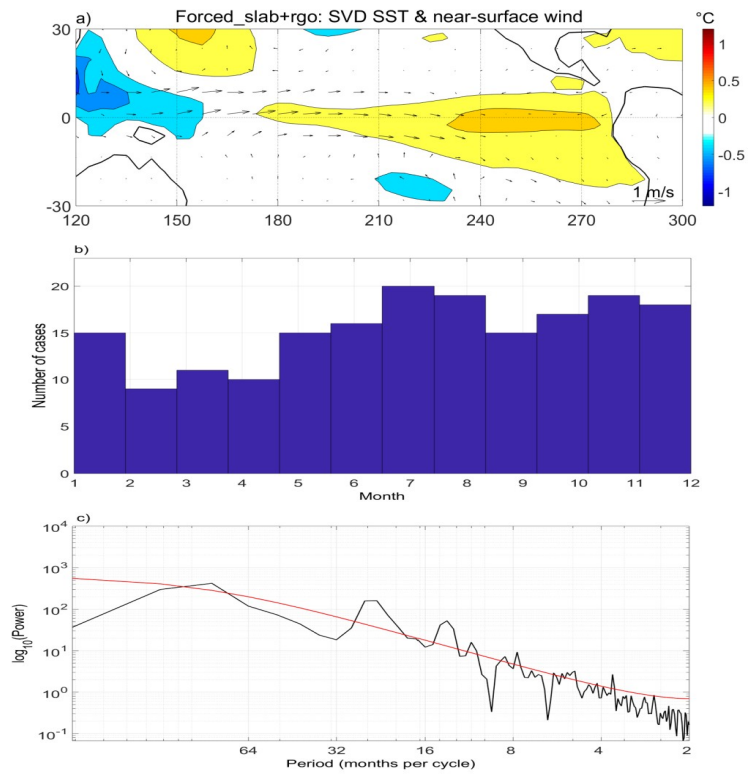 Forced_slab+rgo: SVD SST & near-surface wind
a)
°C
30
0
-30
1
0.5
0
-0.5
-1
1 m/s
120 150 180 210 240 270 300
b)
Number of cases
20
15
10
5
0
1 2 3 4 5 6 7 8 9 10 11 12
Month
c)
log10(Power)
10^4
10^3
10^2
10^1
10^0
10^-1
64 32 16 8 4 2
Period (months per cycle)